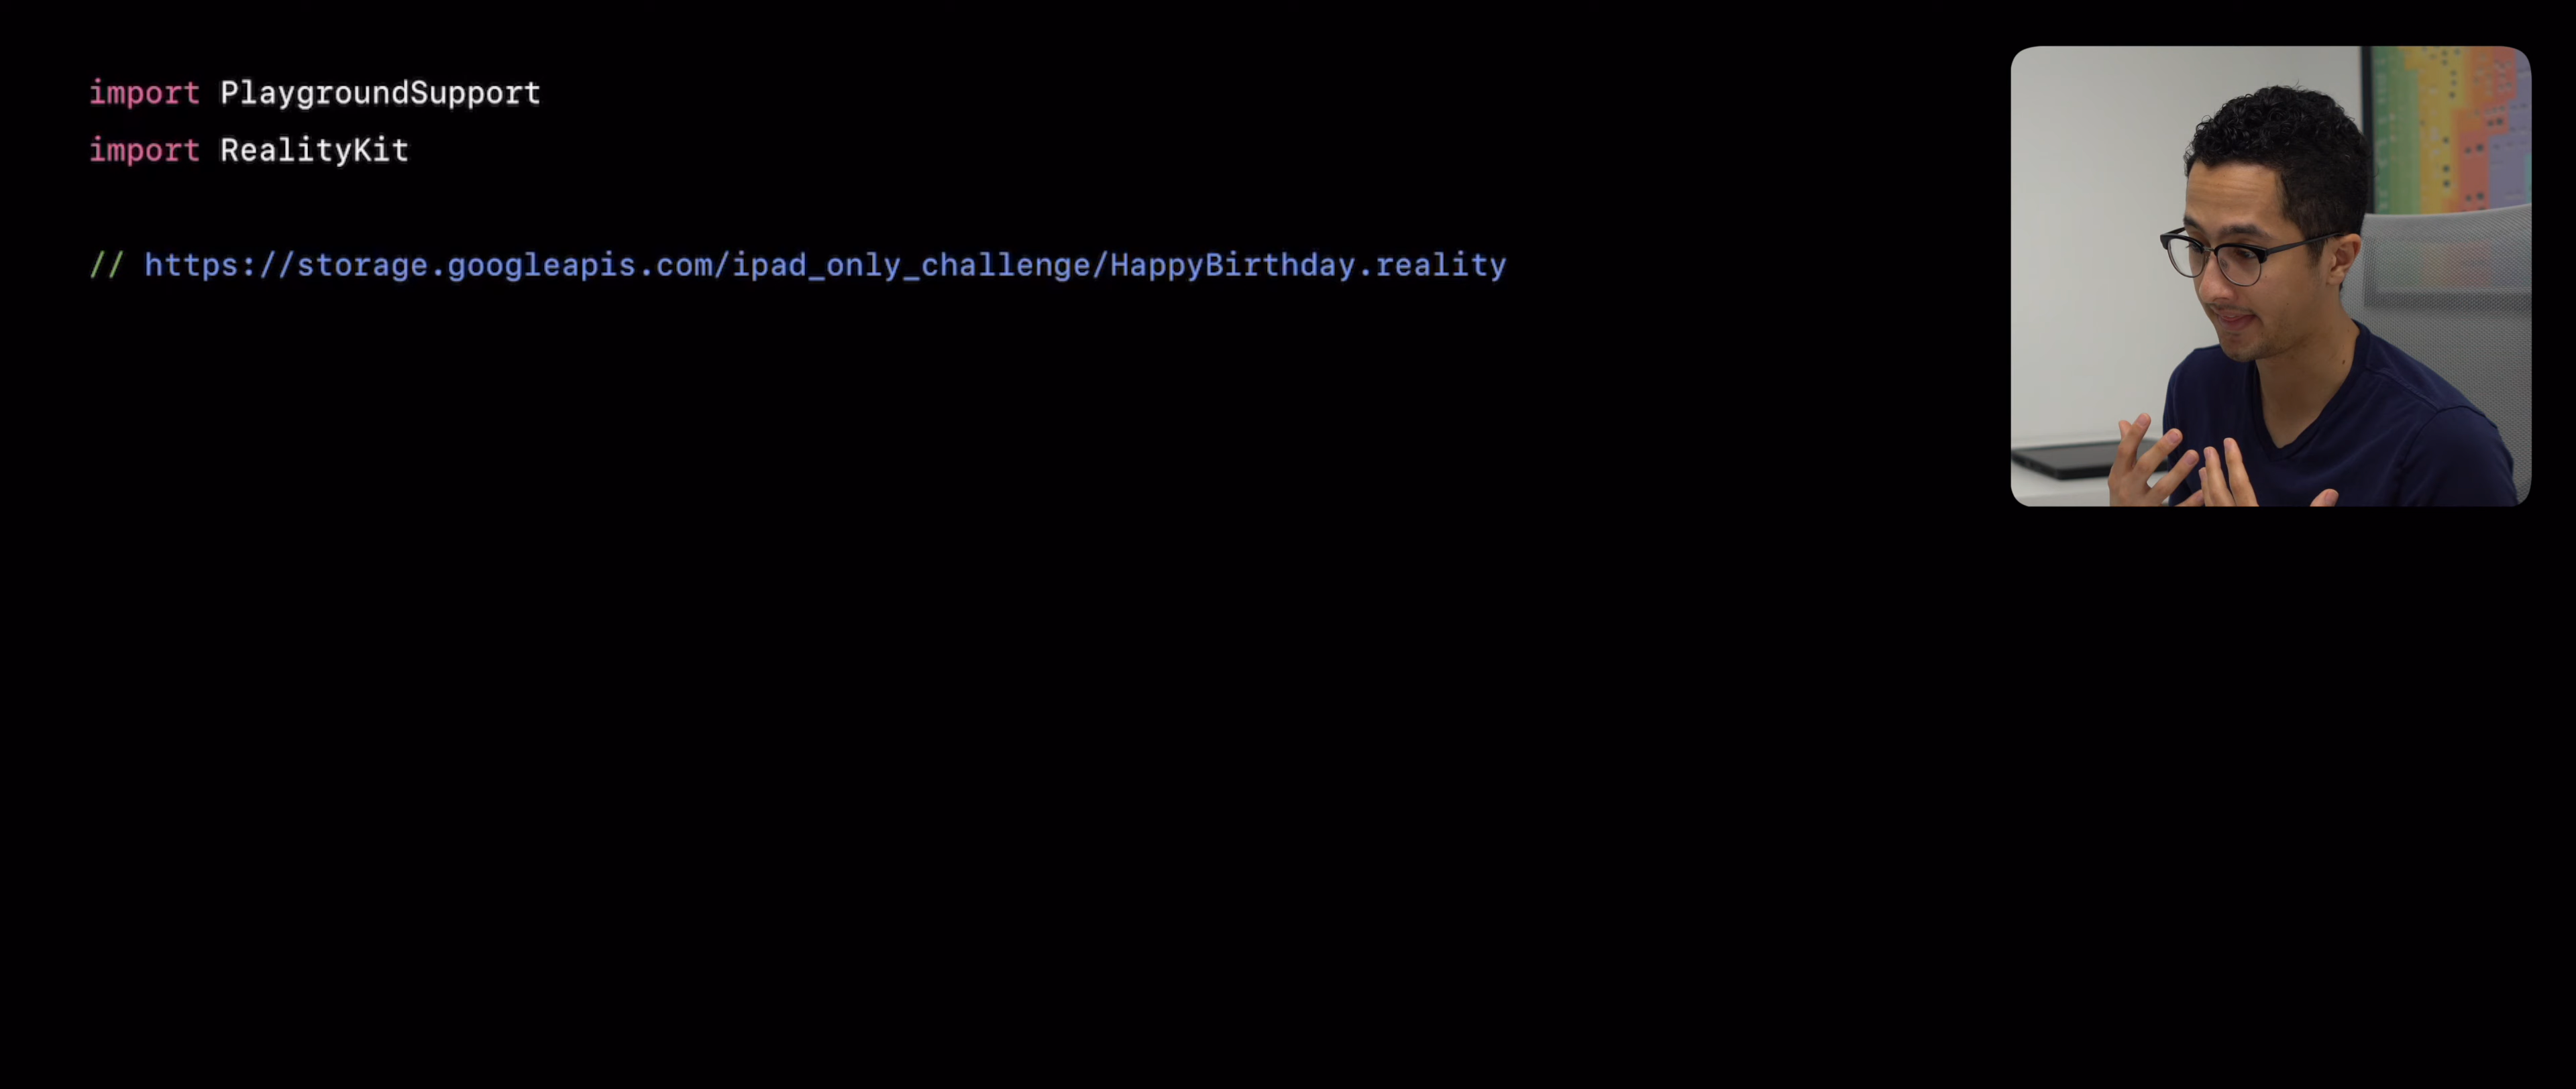 import PlaygroundSupport
import RealityKit
// https://storage.googleapis.com/ipad_only_challenge/HappyBirthday.reality